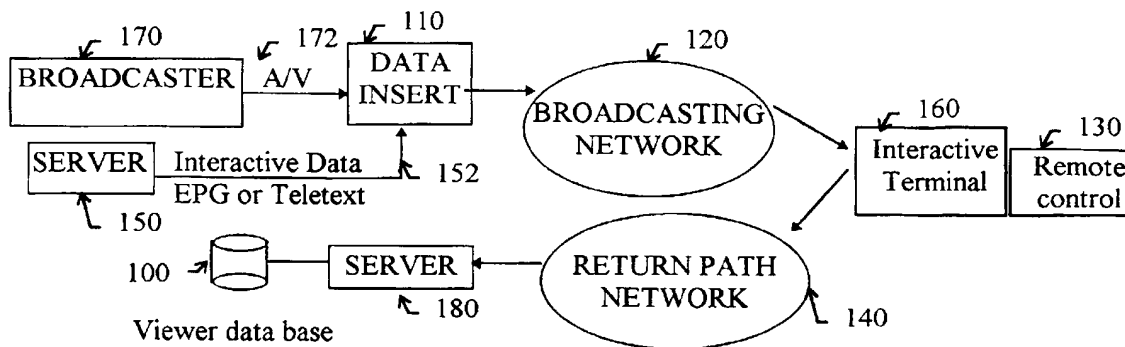 170
172
110
120
BROADCASTER
A/V
DATA
INSERT
BROADCASTING
NETWORK
160
130
Interactive
Terminal
Remote
control
SERVER
Interactive Data
EPG or Teletext
152
150
100
SERVER
180
RETURN PATH
NETWORK
140
Viewer data base